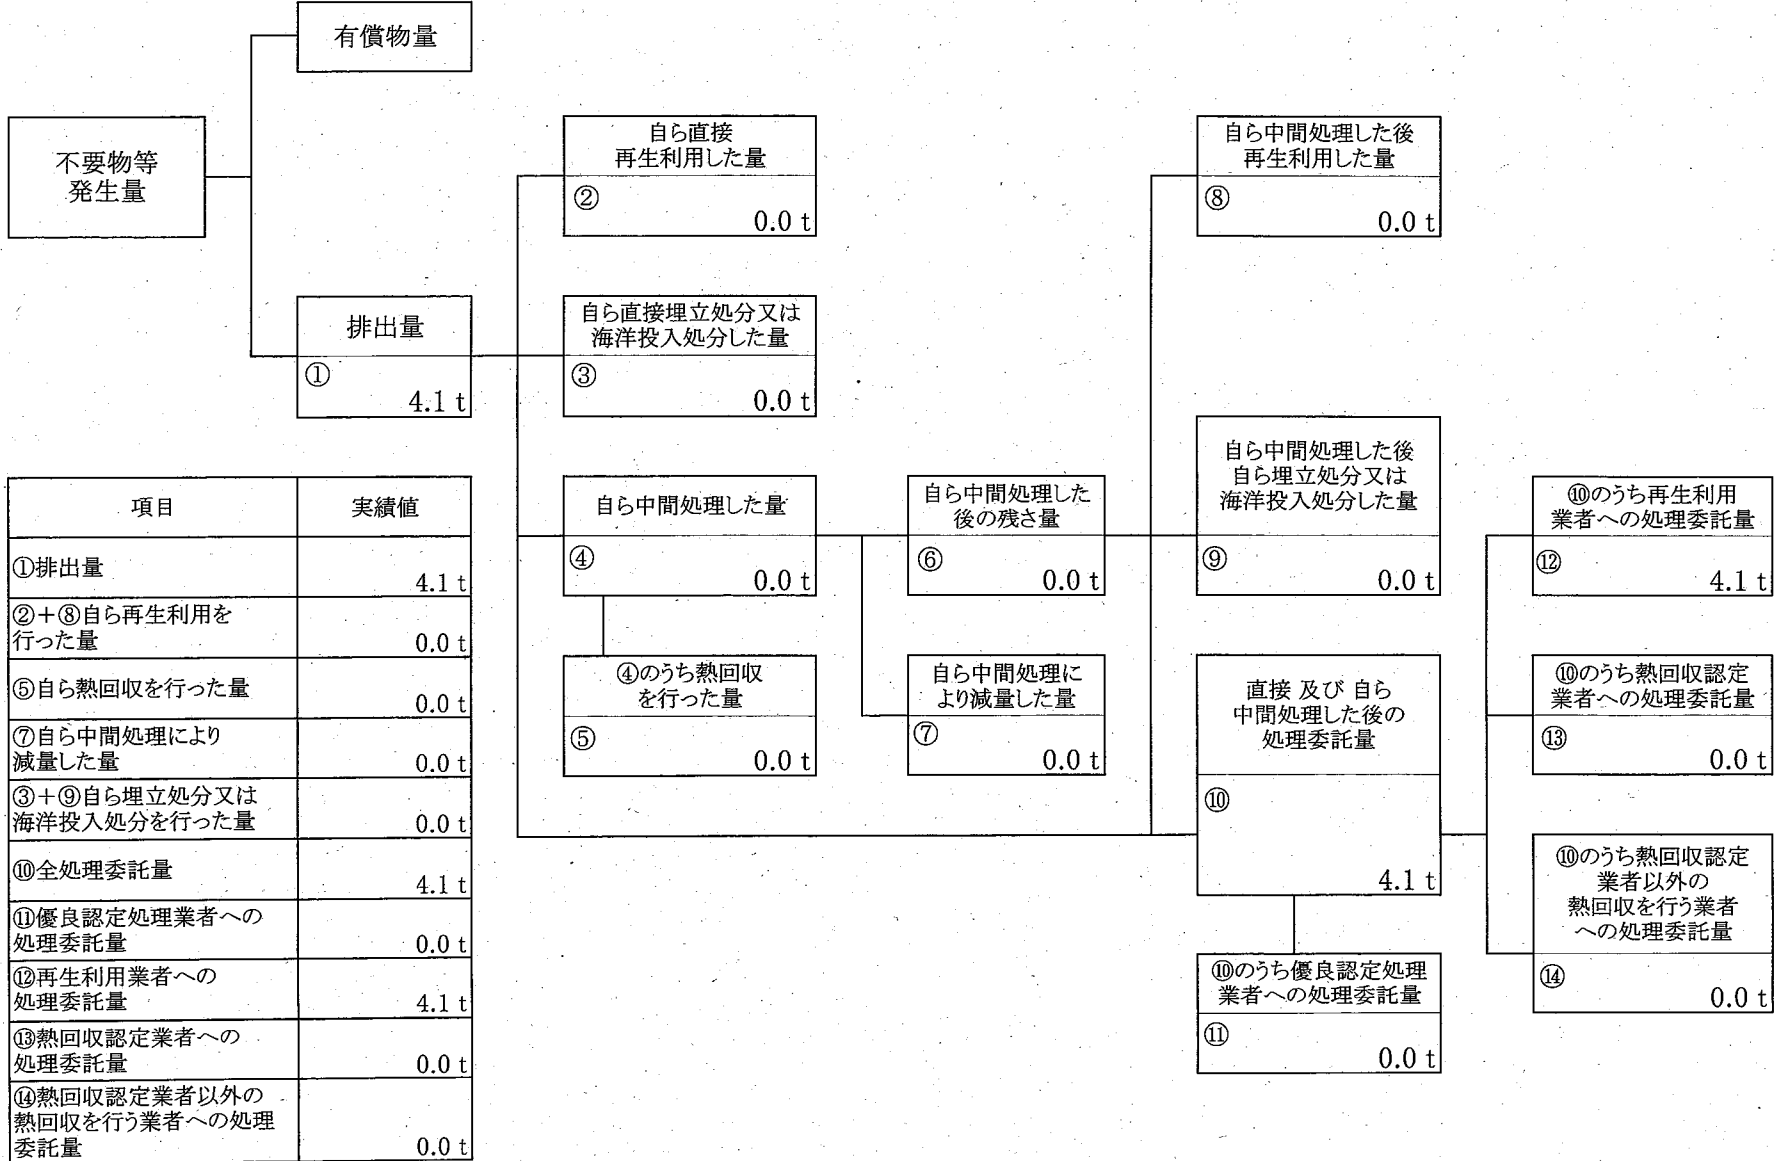 有償物量
不要物等
発生量
排出量
①
4.1 t
自ら直接
再生利用した量
②
0.0 t
自ら直接埋立処分又は
海洋投入処分した量
③
0.0 t
自ら中間処理した量
④
0.0 t
④のうち熱回収
を行った量
⑤
0.0 t
自ら中間処理した
後の残さ量
⑥
0.0 t
自ら中間処理に
より減量した量
⑦
0.0 t
自ら中間処理した後
再生利用した量
⑧
0.0 t
自ら中間処理した後
自ら埋立処分又は
海洋投入処分した量
⑨
0.0 t
直接 及び 自ら
中間処理した後の
処理委託量
⑩
4.1 t
⑩のうち優良認定処理
業者への処理委託量
⑪
0.0 t
⑩のうち再生利用
業者への処理委託量
⑫
4.1 t
⑩のうち熱回収認定
業者への処理委託量
⑬
0.0 t
⑩のうち熱回収認定
業者以外の
熱回収を行う業者
への処理委託量
⑭
0.0 t
項目 実績値
①排出量 4.1 t
②＋⑧自ら再生利用を
行った量 0.0 t
⑤自ら熱回収を行った量 0.0 t
⑦自ら中間処理により
減量した量 0.0 t
③＋⑨自ら埋立処分又は
海洋投入処分を行った量 0.0 t
⑩全処理委託量 4.1 t
⑪優良認定処理業者への
処理委託量 0.0 t
⑫再生利用業者への
処理委託量 4.1 t
⑬熱回収認定業者への
処理委託量 0.0 t
⑭熱回収認定業者以外の
熱回収を行う業者への処理
委託量 0.0 t